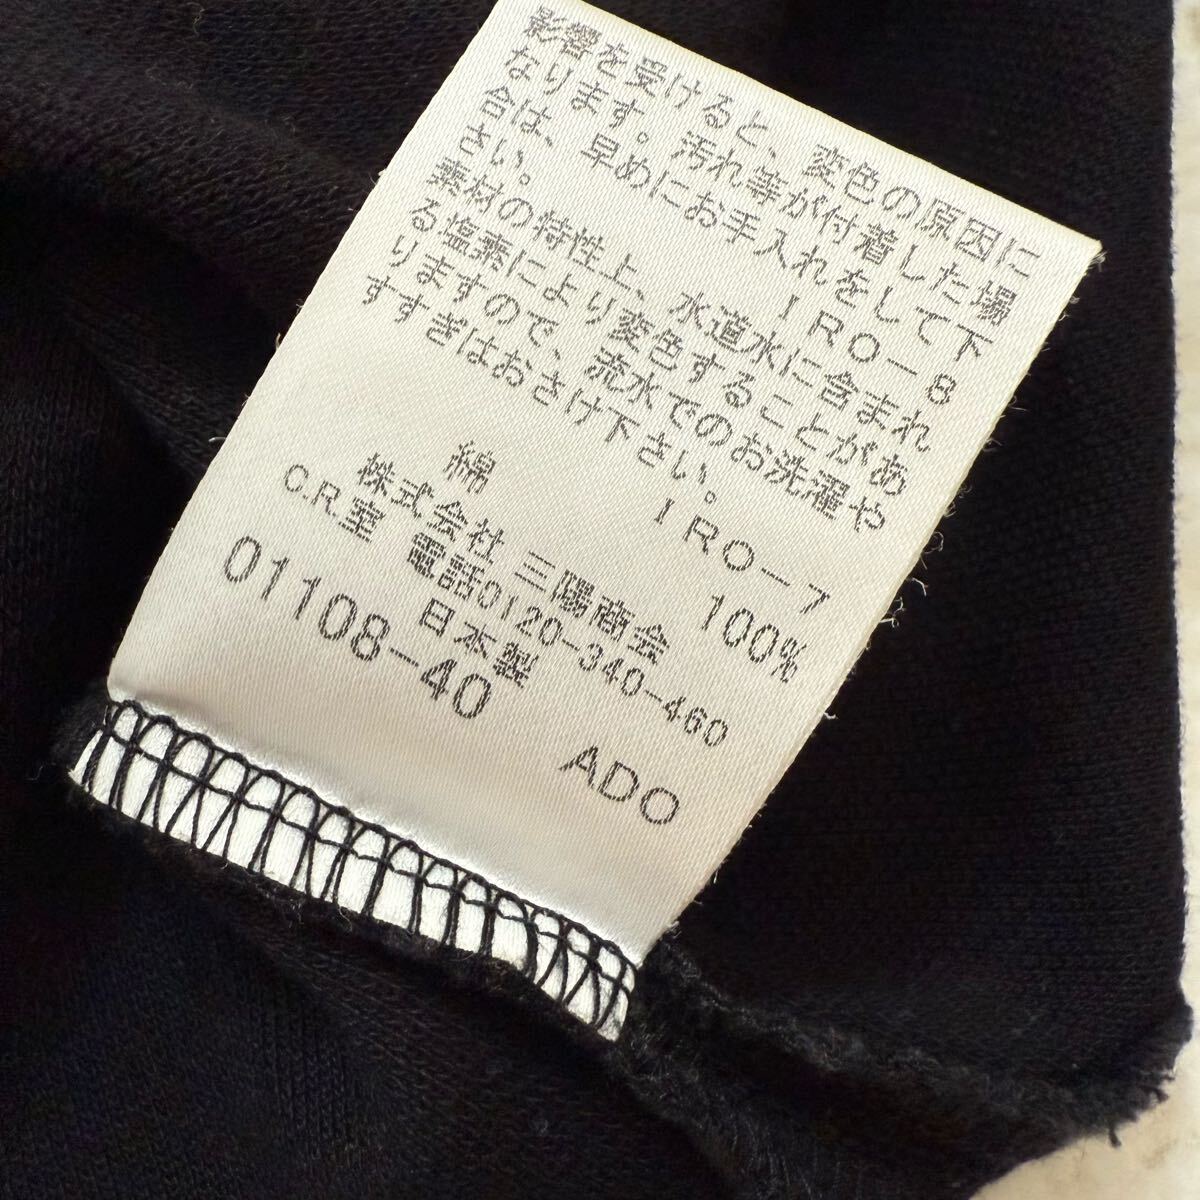 影響を受けると、変色の原因に
なります。汚れ等が付着した場
合は、早めにお手入れをして下
さい。
IRO-8
素材の特性上、水道水に含まれ
る塩素により変色することがあ
りますので、流水でのお洗濯や
すすぎはおさけ下さい。
IRO-7
綿 100%
株式会社 三陽商会
C.R.室 電話0120-340-460
日本製
01108-40 ADO